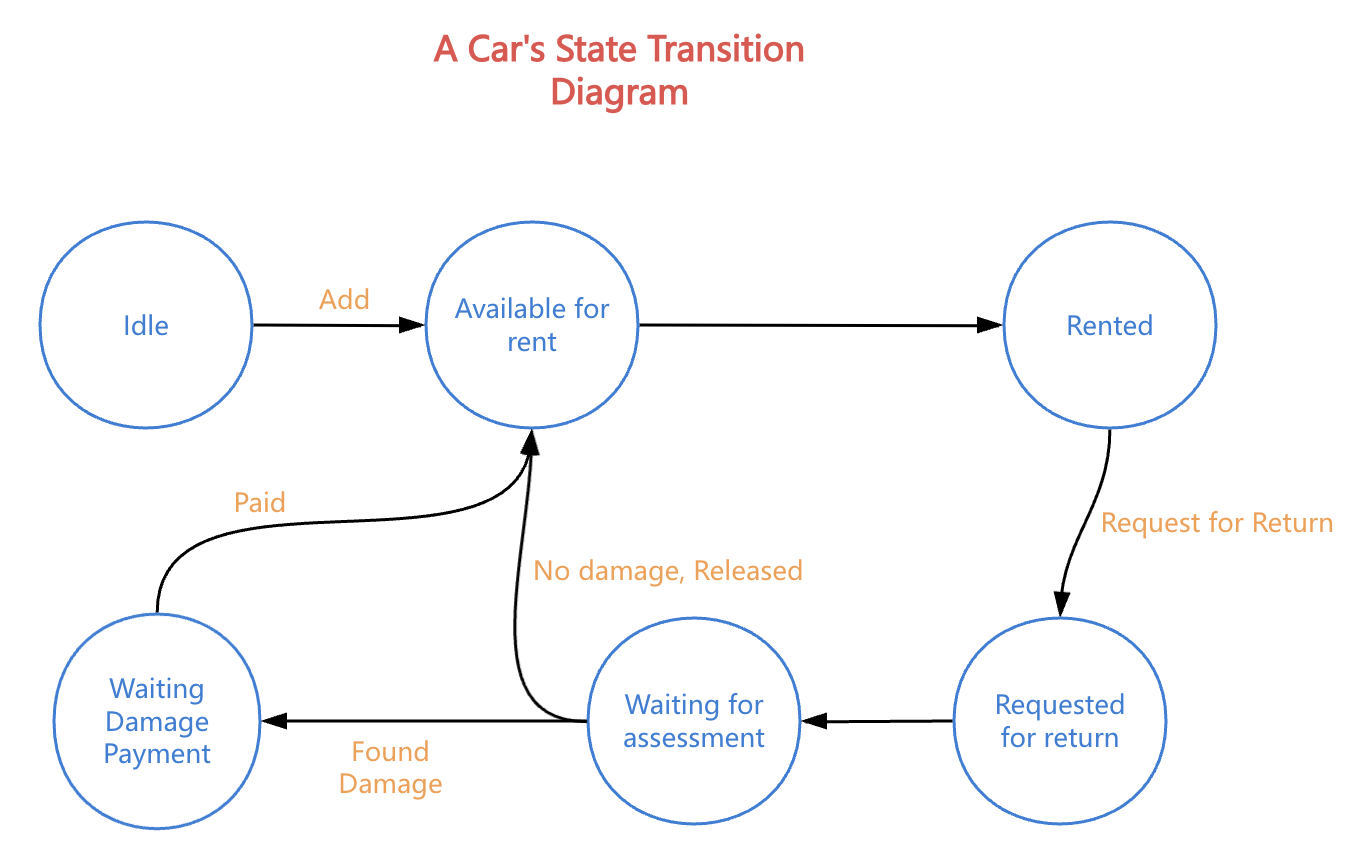 A Car's State Transition
Diagram
Add
Idle
Available for
rent
Rented
Paid
Request for Return
No damage, Released
Waiting
Damage
Payment
Waiting for
assessment
Requested
for return
Found
Damage